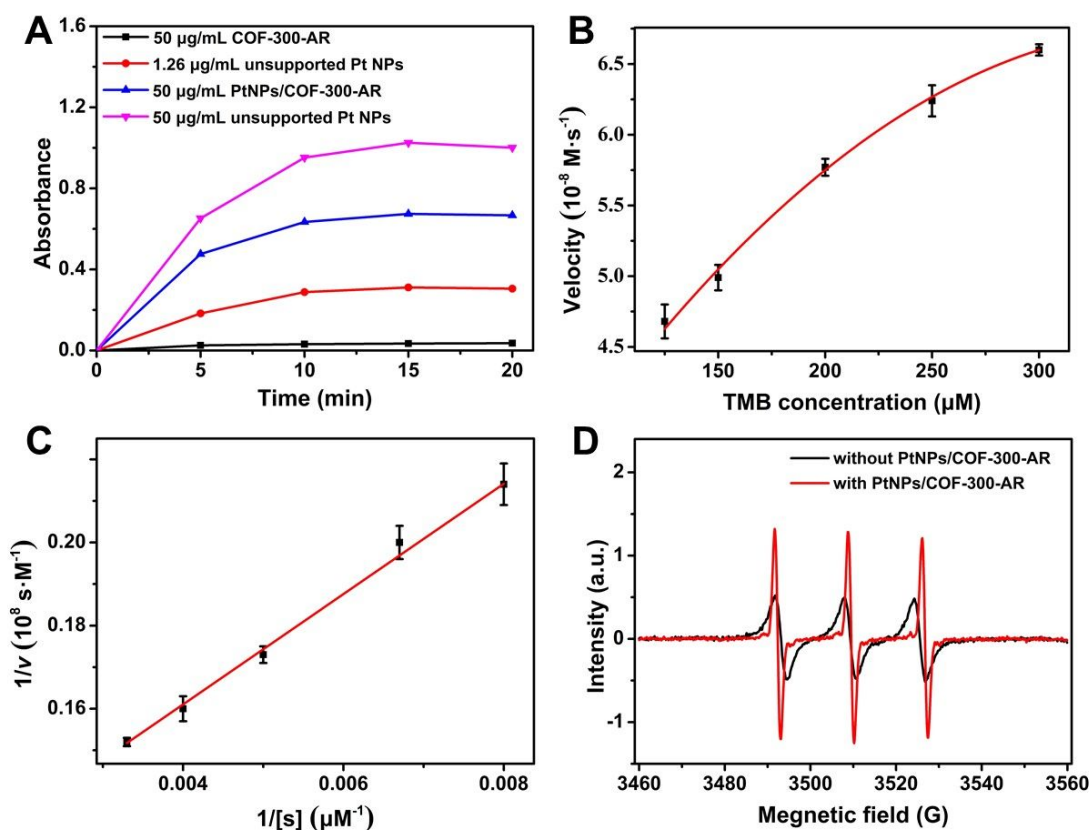 A
50 μg/mL COF-300-AR
1.26 μg/mL unsupported Pt NPs
50 μg/mL PtNPs/COF-300-AR
50 μg/mL unsupported Pt NPs
1.6
1.2
0.8
0.4
0.0
Absorbance
0 5 10 15 20
Time (min)
B
6.5
6.0
5.5
5.0
4.5
Velocity (10⁻⁸ M·s⁻¹)
150 200 250 300
TMB concentration (μM)
C
0.20
0.18
0.16
1/v (10⁸ s·M⁻¹)
0.004 0.006 0.008
1/[s] (μM⁻¹)
D
without PtNPs/COF-300-AR
with PtNPs/COF-300-AR
2
1
0
-1
Intensity (a.u.)
3460 3480 3500 3520 3540 3560
Megnetic field (G)